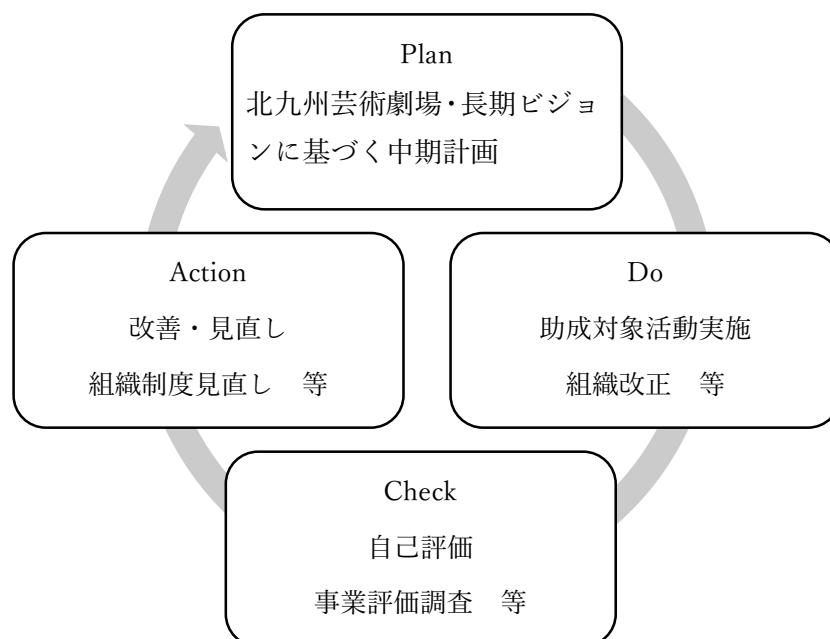 Plan
北九州芸術劇場・長期ビジョ
ンに基づく中期計画
Do
助成対象活動実施
組織改正　等
Check
自己評価
事業評価調査　等
Action
改善・見直し
組織制度見直し　等